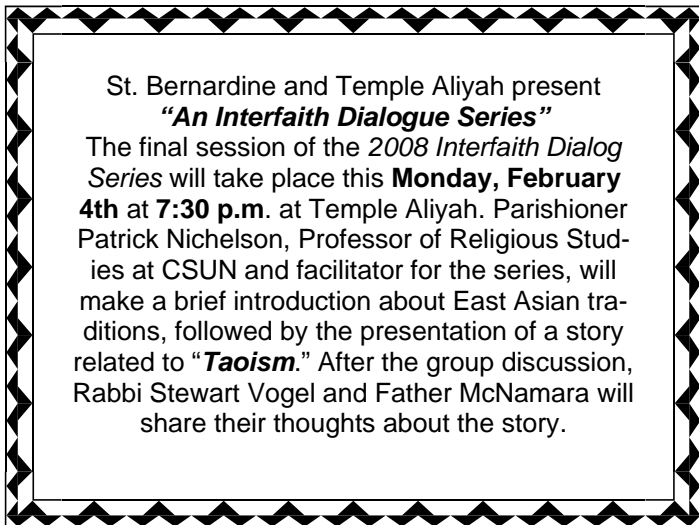 St. Bernardine and Temple Aliyah present
“An Interfaith Dialogue Series”
The final session of the 2008 Interfaith Dialog
Series will take place this Monday, February
4th at 7:30 p.m. at Temple Aliyah. Parishioner
Patrick Nichelson, Professor of Religious Stud-
ies at CSUN and facilitator for the series, will
make a brief introduction about East Asian tra-
ditions, followed by the presentation of a story
related to “Taoism.” After the group discussion,
Rabbi Stewart Vogel and Father McNamara will
share their thoughts about the story.